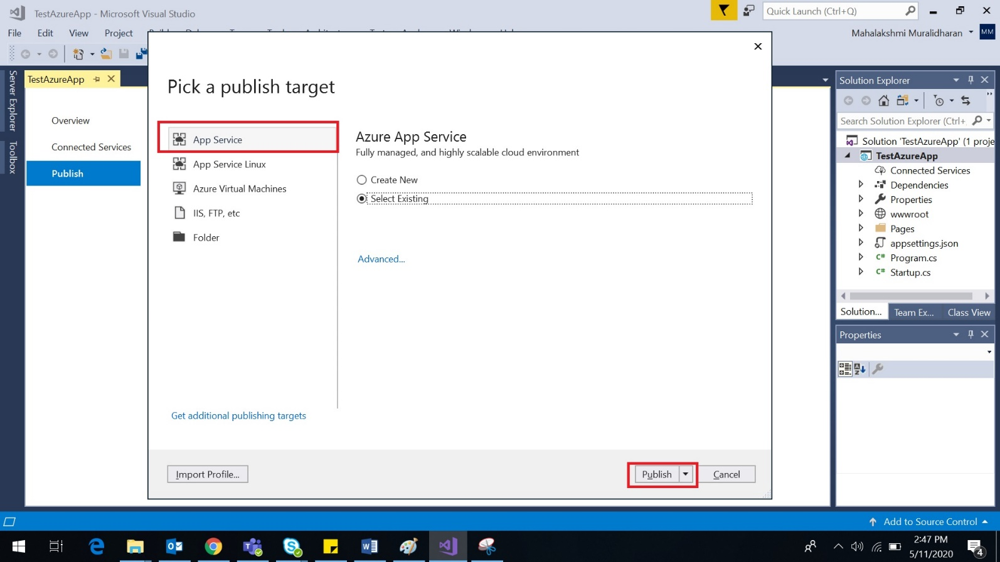 TestAzureApp - Microsoft Visual Studio
Quick Launch (Ctrl+Q)
File Edit View Project
Mahalakshmi Muralidharan MM
Server Explorer
Toolbox
TestAzureApp
Overview
Connected Services
Publish
Pick a publish target
App Service
App Service Linux
Azure Virtual Machines
IIS, FTP, etc
Folder
Get additional publishing targets
Azure App Service
Fully managed, and highly scalable cloud environment
Create New
Select Existing
Advanced...
Import Profile...
Publish
Cancel
Solution Explorer
Search Solution Explorer (Ctrl+
Solution 'TestAzureApp' (1 proje
TestAzureApp
Connected Services
Dependencies
Properties
wwwroot
Pages
appsettings.json
C# Program.cs
C# Startup.cs
Solution... Team Ex... Class View
Properties
Add to Source Control
2:47 PM
5/11/2020
4